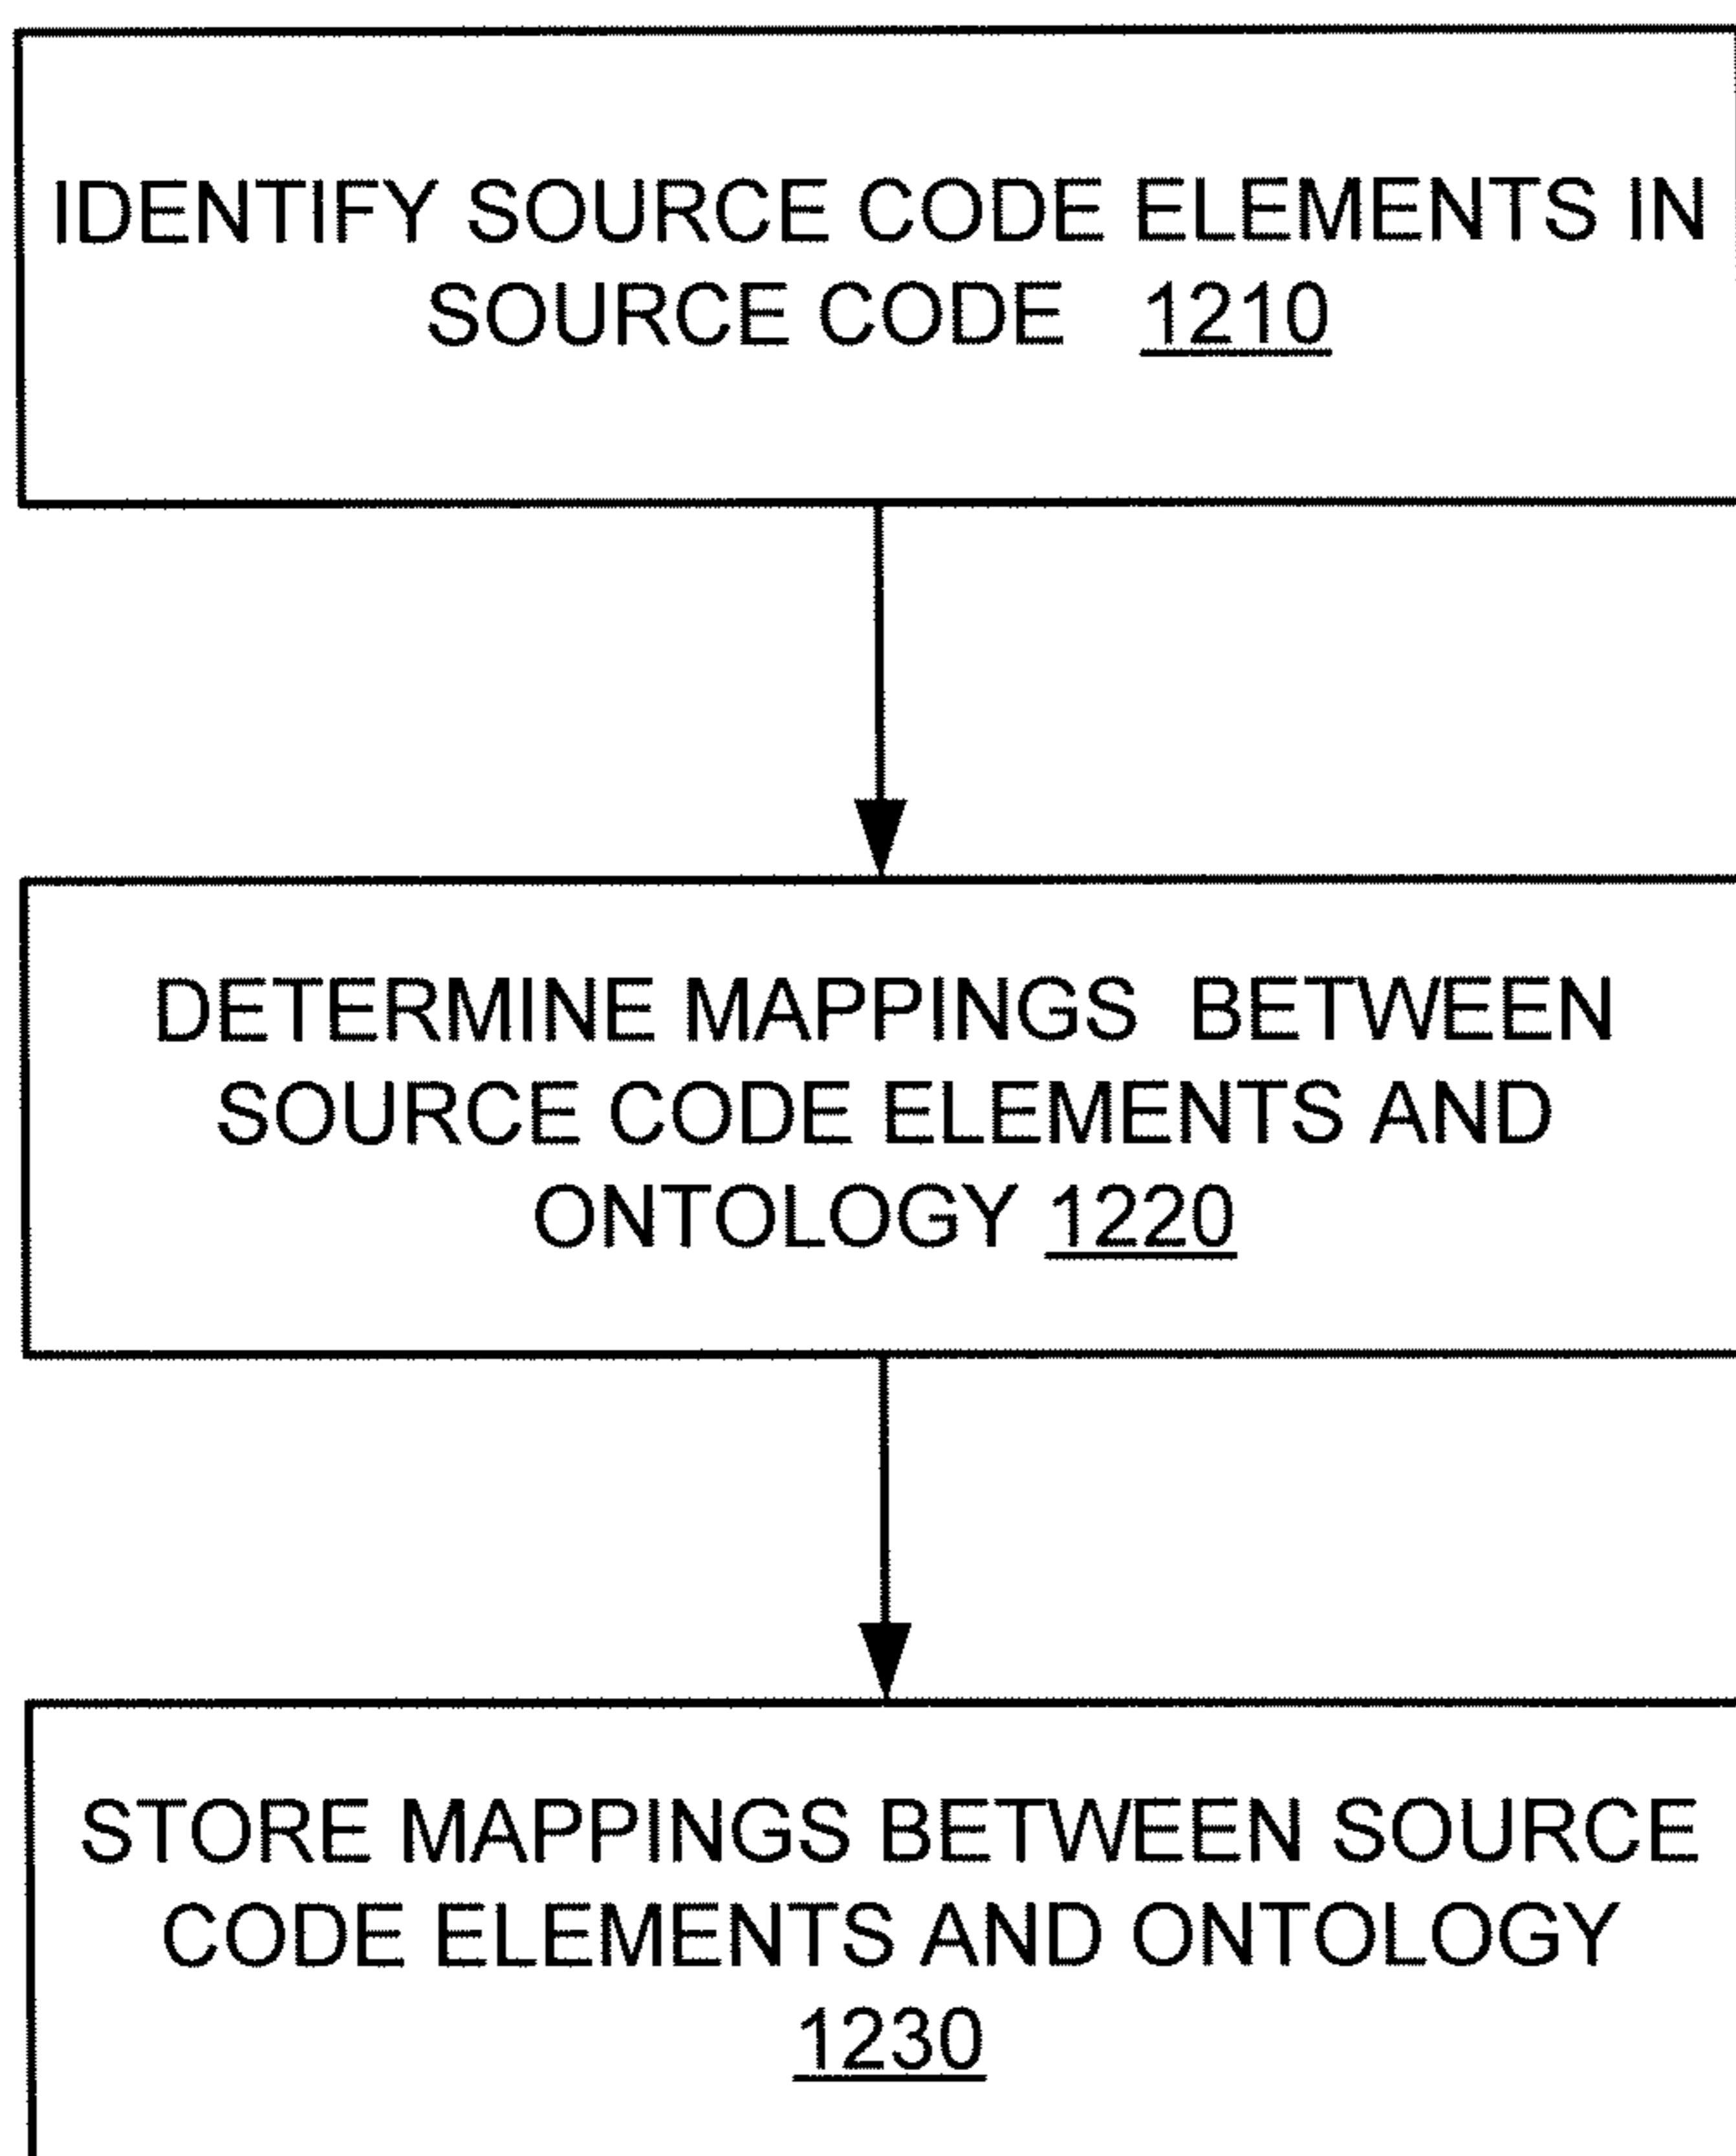 IDENTIFY SOURCE CODE ELEMENTS IN
SOURCE CODE 1210
DETERMINE MAPPINGS BETWEEN
SOURCE CODE ELEMENTS AND
ONTOLOGY 1220
STORE MAPPINGS BETWEEN SOURCE
CODE ELEMENTS AND ONTOLOGY
1230